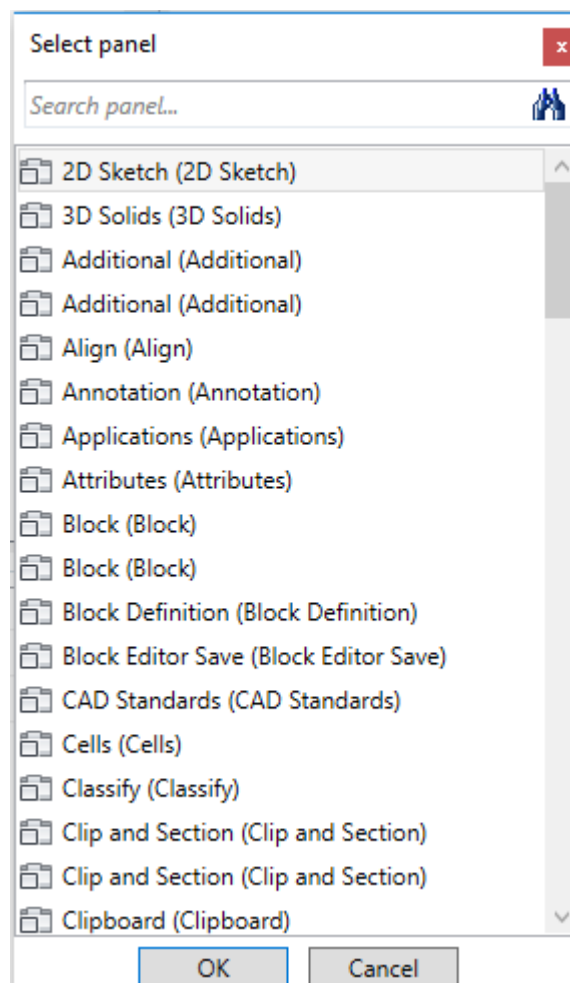 Select panel
x
Search panel...
2D Sketch (2D Sketch)
3D Solids (3D Solids)
Additional (Additional)
Additional (Additional)
Align (Align)
Annotation (Annotation)
Applications (Applications)
Attributes (Attributes)
Block (Block)
Block (Block)
Block Definition (Block Definition)
Block Editor Save (Block Editor Save)
CAD Standards (CAD Standards)
Cells (Cells)
Classify (Classify)
Clip and Section (Clip and Section)
Clip and Section (Clip and Section)
Clipboard (Clipboard)
OK Cancel